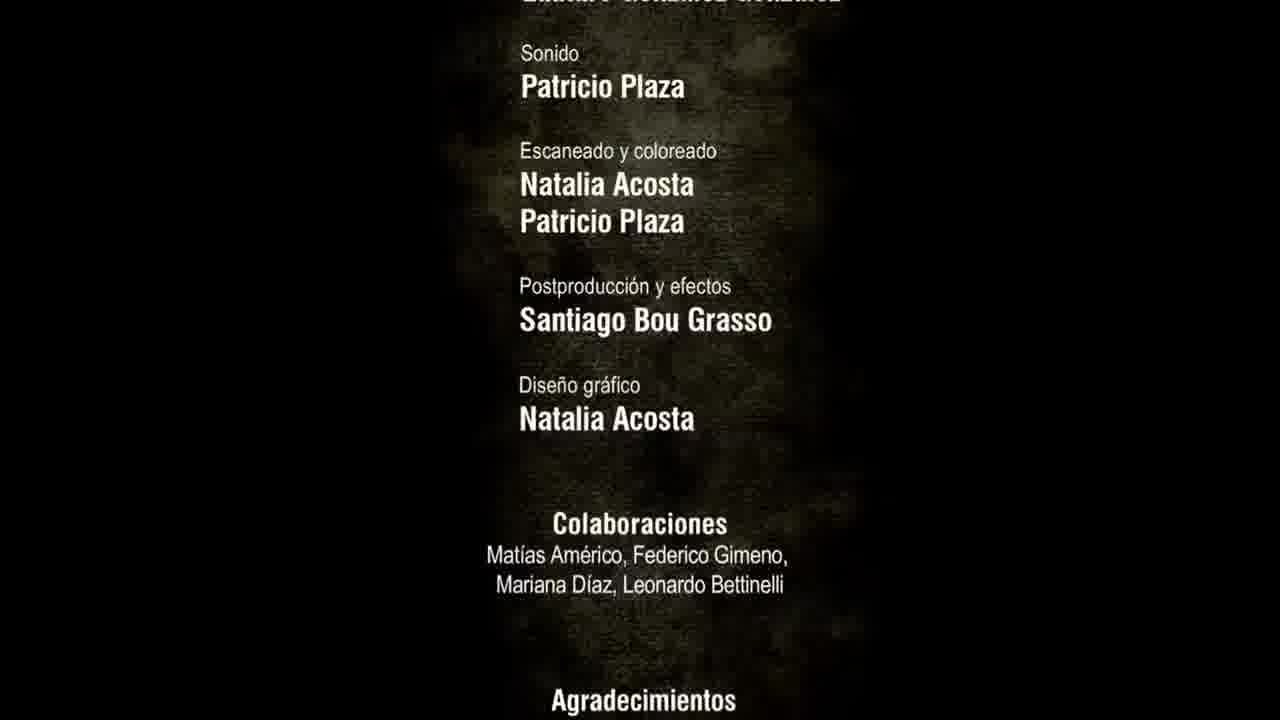 Sonido
Patricio Plaza
Escaneado y coloreado
Natalia Acosta
Patricio Plaza
Postproducción y efectos
Santiago Bou Grasso
Diseño gráfico
Natalia Acosta
Colaboraciones
Matías Américo, Federico Gimeno,
Mariana Díaz, Leonardo Bettinelli
Agradecimientos